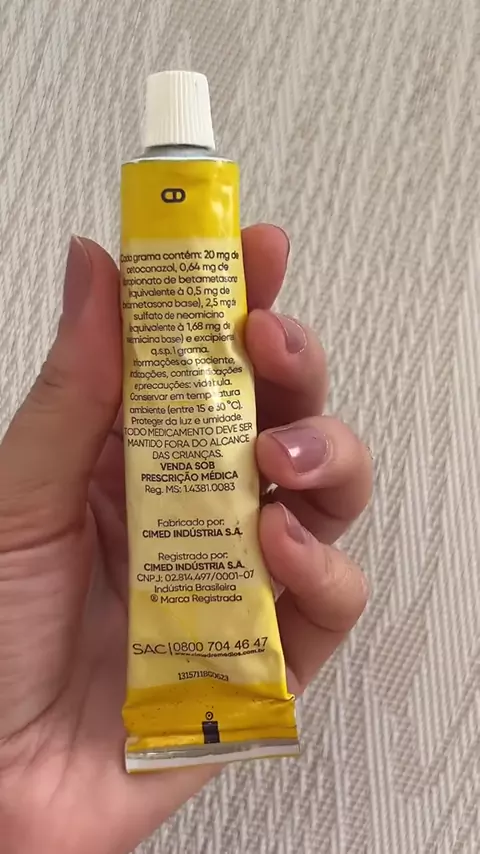 Cada grama contém: 20 mg de
cetoconazol, 0,64 mg de
dipropionato de betametasona
(equivalente à 0,5 mg de
betametasona base), 2,5 mg de
sulfato de neomicina
(equivalente à 1,68 mg de
neomicina base) e excipiente
q.s.p. 1 grama.
Informações ao paciente,
indicações, contraindicações
e precauções: vide bula.
Conservar em temperatura
ambiente (entre 15 e 30 °C).
Proteger da luz e umidade.
TODO MEDICAMENTO DEVE SER
MANTIDO FORA DO ALCANCE
DAS CRIANÇAS.
VENDA SOB
PRESCRIÇÃO MÉDICA
Reg. MS: 1.4381.0083
Fabricado por:
CIMED INDÚSTRIA S.A.
Registrado por:
CIMED INDÚSTRIA S.A.
CNPJ: 02.814.497/0001-07
Indústria Brasileira
® Marca Registrada
SAC | 0800 704 46 47
www.cimedremedios.com.br